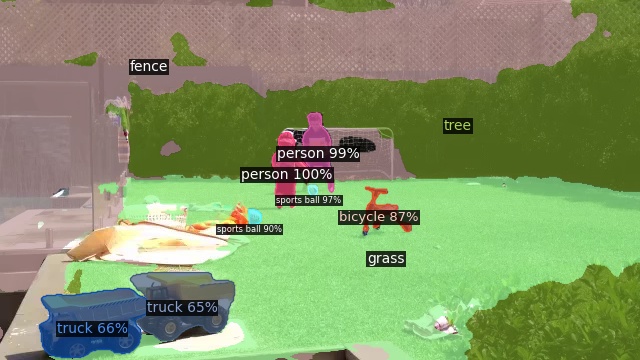 fence
tree
person 99%
person 100%
sports ball 97%
bicycle 87%
sports ball 90%
grass
truck 65%
truck 66%